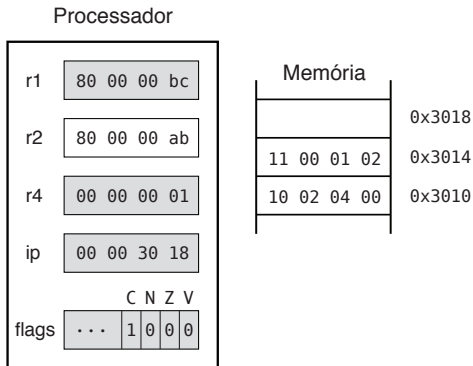 Processador
r1 80 00 00 bc
r2 80 00 00 ab
r4 00 00 00 01
ip 00 00 30 18
C N Z V
flags ... 1 0 0 0
Memória
0x3018
11 00 01 02 0x3014
10 02 04 00 0x3010